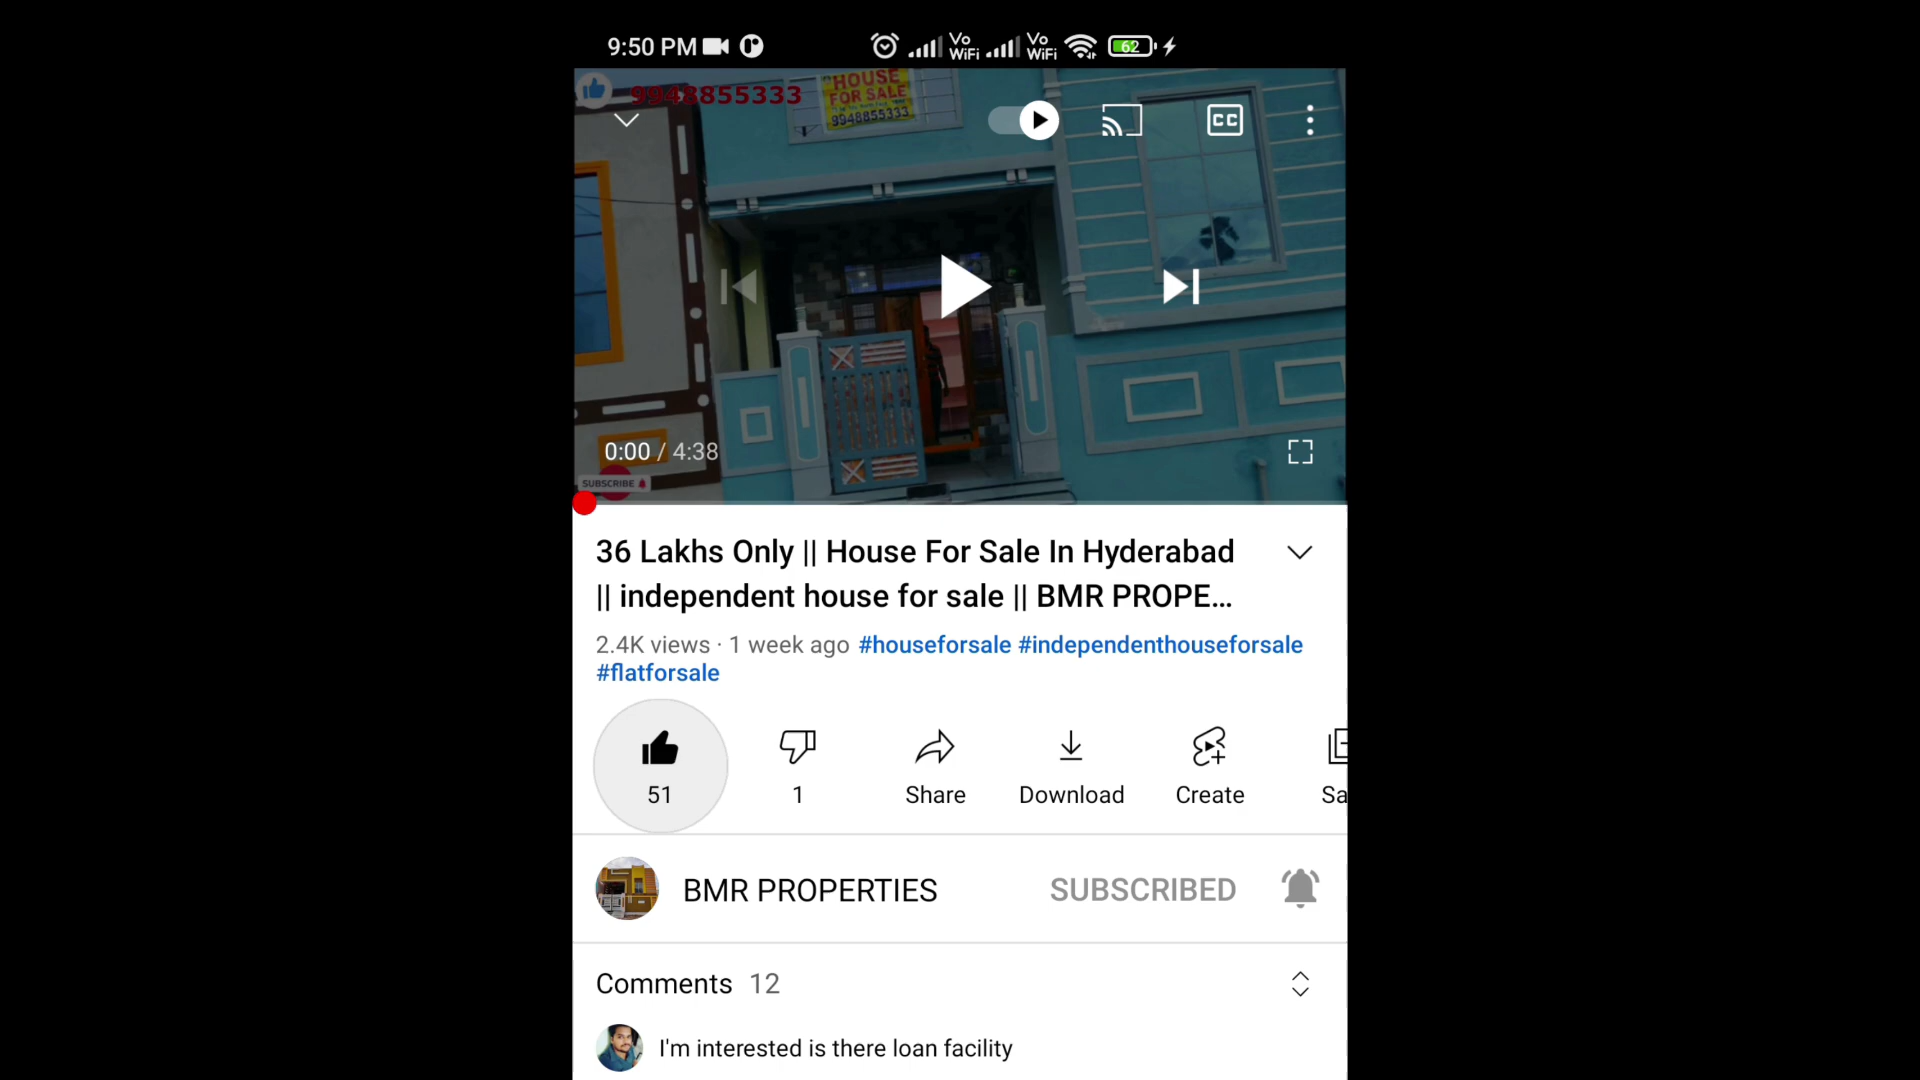 9:50 PM
Vo WiFi
Vo WiFi
62
9948855333
HOUSE
FOR SALE
9948855333
CC
0:00 / 4:38
SUBSCRIBE
36 Lakhs Only || House For Sale In Hyderabad
|| independent house for sale || BMR PROPE...
2.4K views · 1 week ago #houseforsale #independenthouseforsale
#flatforsale
51
1
Share
Download
Create
Sa
BMR PROPERTIES
SUBSCRIBED
Comments 12
I'm interested is there loan facility